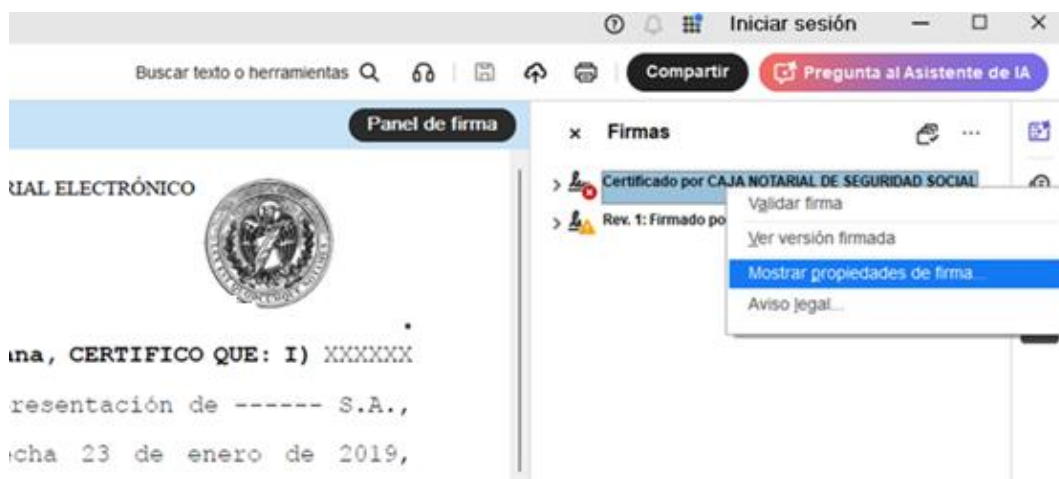 Iniciar sesión
Buscar texto o herramientas
Compartir
Pregunta al Asistente de IA
Panel de firma
Firmas
RIAL ELECTRÓNICO
Certificado por CAJA NOTARIAL DE SEGURIDAD SOCIAL
Rev. 1: Firmado po
Validar firma
Ver versión firmada
Mostrar propiedades de firma...
Aviso legal...
ana, CERTIFICO QUE: I) XXXXXX
resentación de ------ S.A.,
cha 23 de enero de 2019,